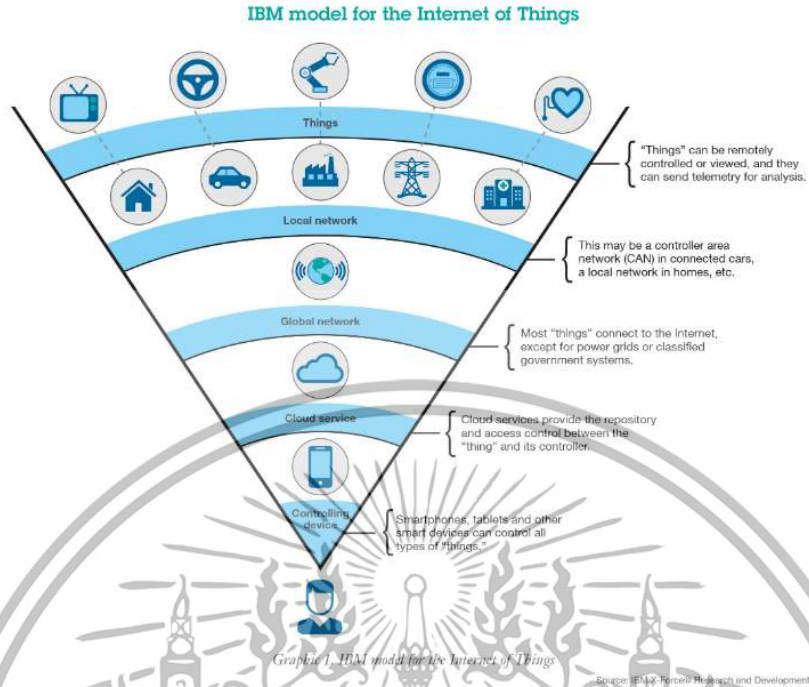 IBM model for the Internet of Things
Things
"Things" can be remotely
controlled or viewed, and they
can send telemetry for analysis.
Local network
This may be a controller area
network (CAN) in connected cars,
a local network in homes, etc.
Global network
Most "things" connect to the Internet,
except for power grids or classified
government systems.
Cloud service
Cloud services provide the repository
and access control between the
"thing" and its controller.
Controlling
device
Smartphones, tablets and other
smart devices can control all
types of "things."
Graphic 1. IBM model for the Internet of Things
Source: IBM X-Force® Research and Development